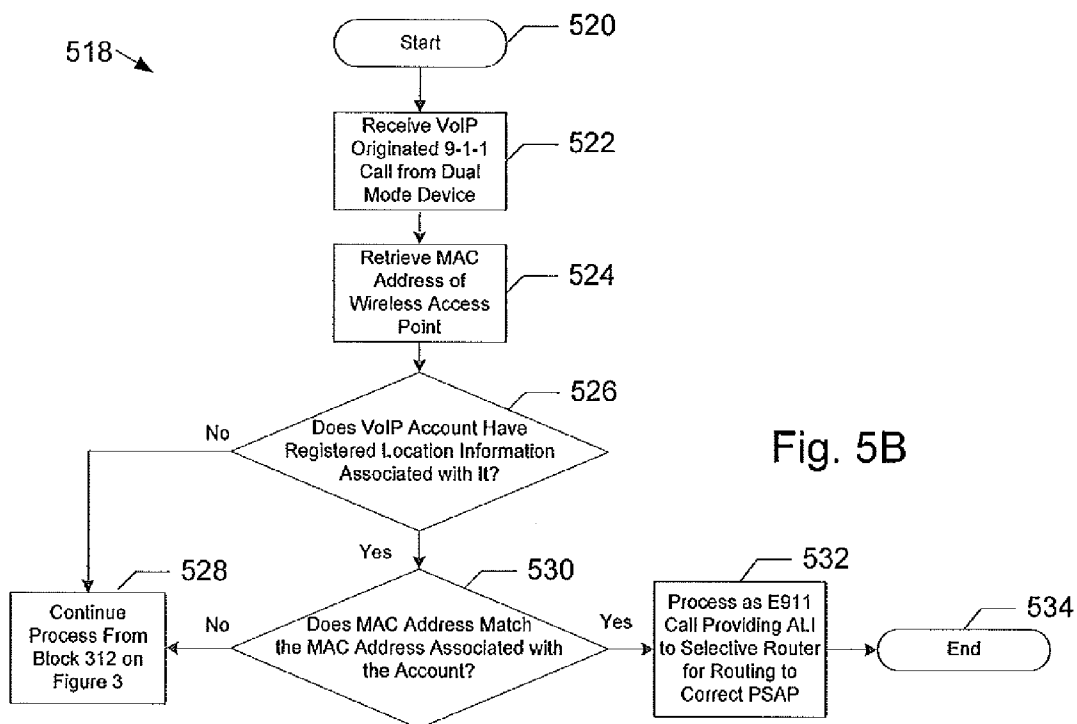 518
Start
520
Receive VoIP
Originated 9-1-1
Call from Dual
Mode Device
522
Retrieve MAC
Address of
Wireless Access
Point
524
526
No
Does VoIP Account Have
Registered Location Information
Associated with It?
Fig. 5B
Yes
528
Continue
Process From
Block 312 on
Figure 3
No
530
Does MAC Address Match
the MAC Address Associated with
the Account?
Yes
532
Process as E911
Call Providing ALI
to Selective Router
for Routing to
Correct PSAP
534
End